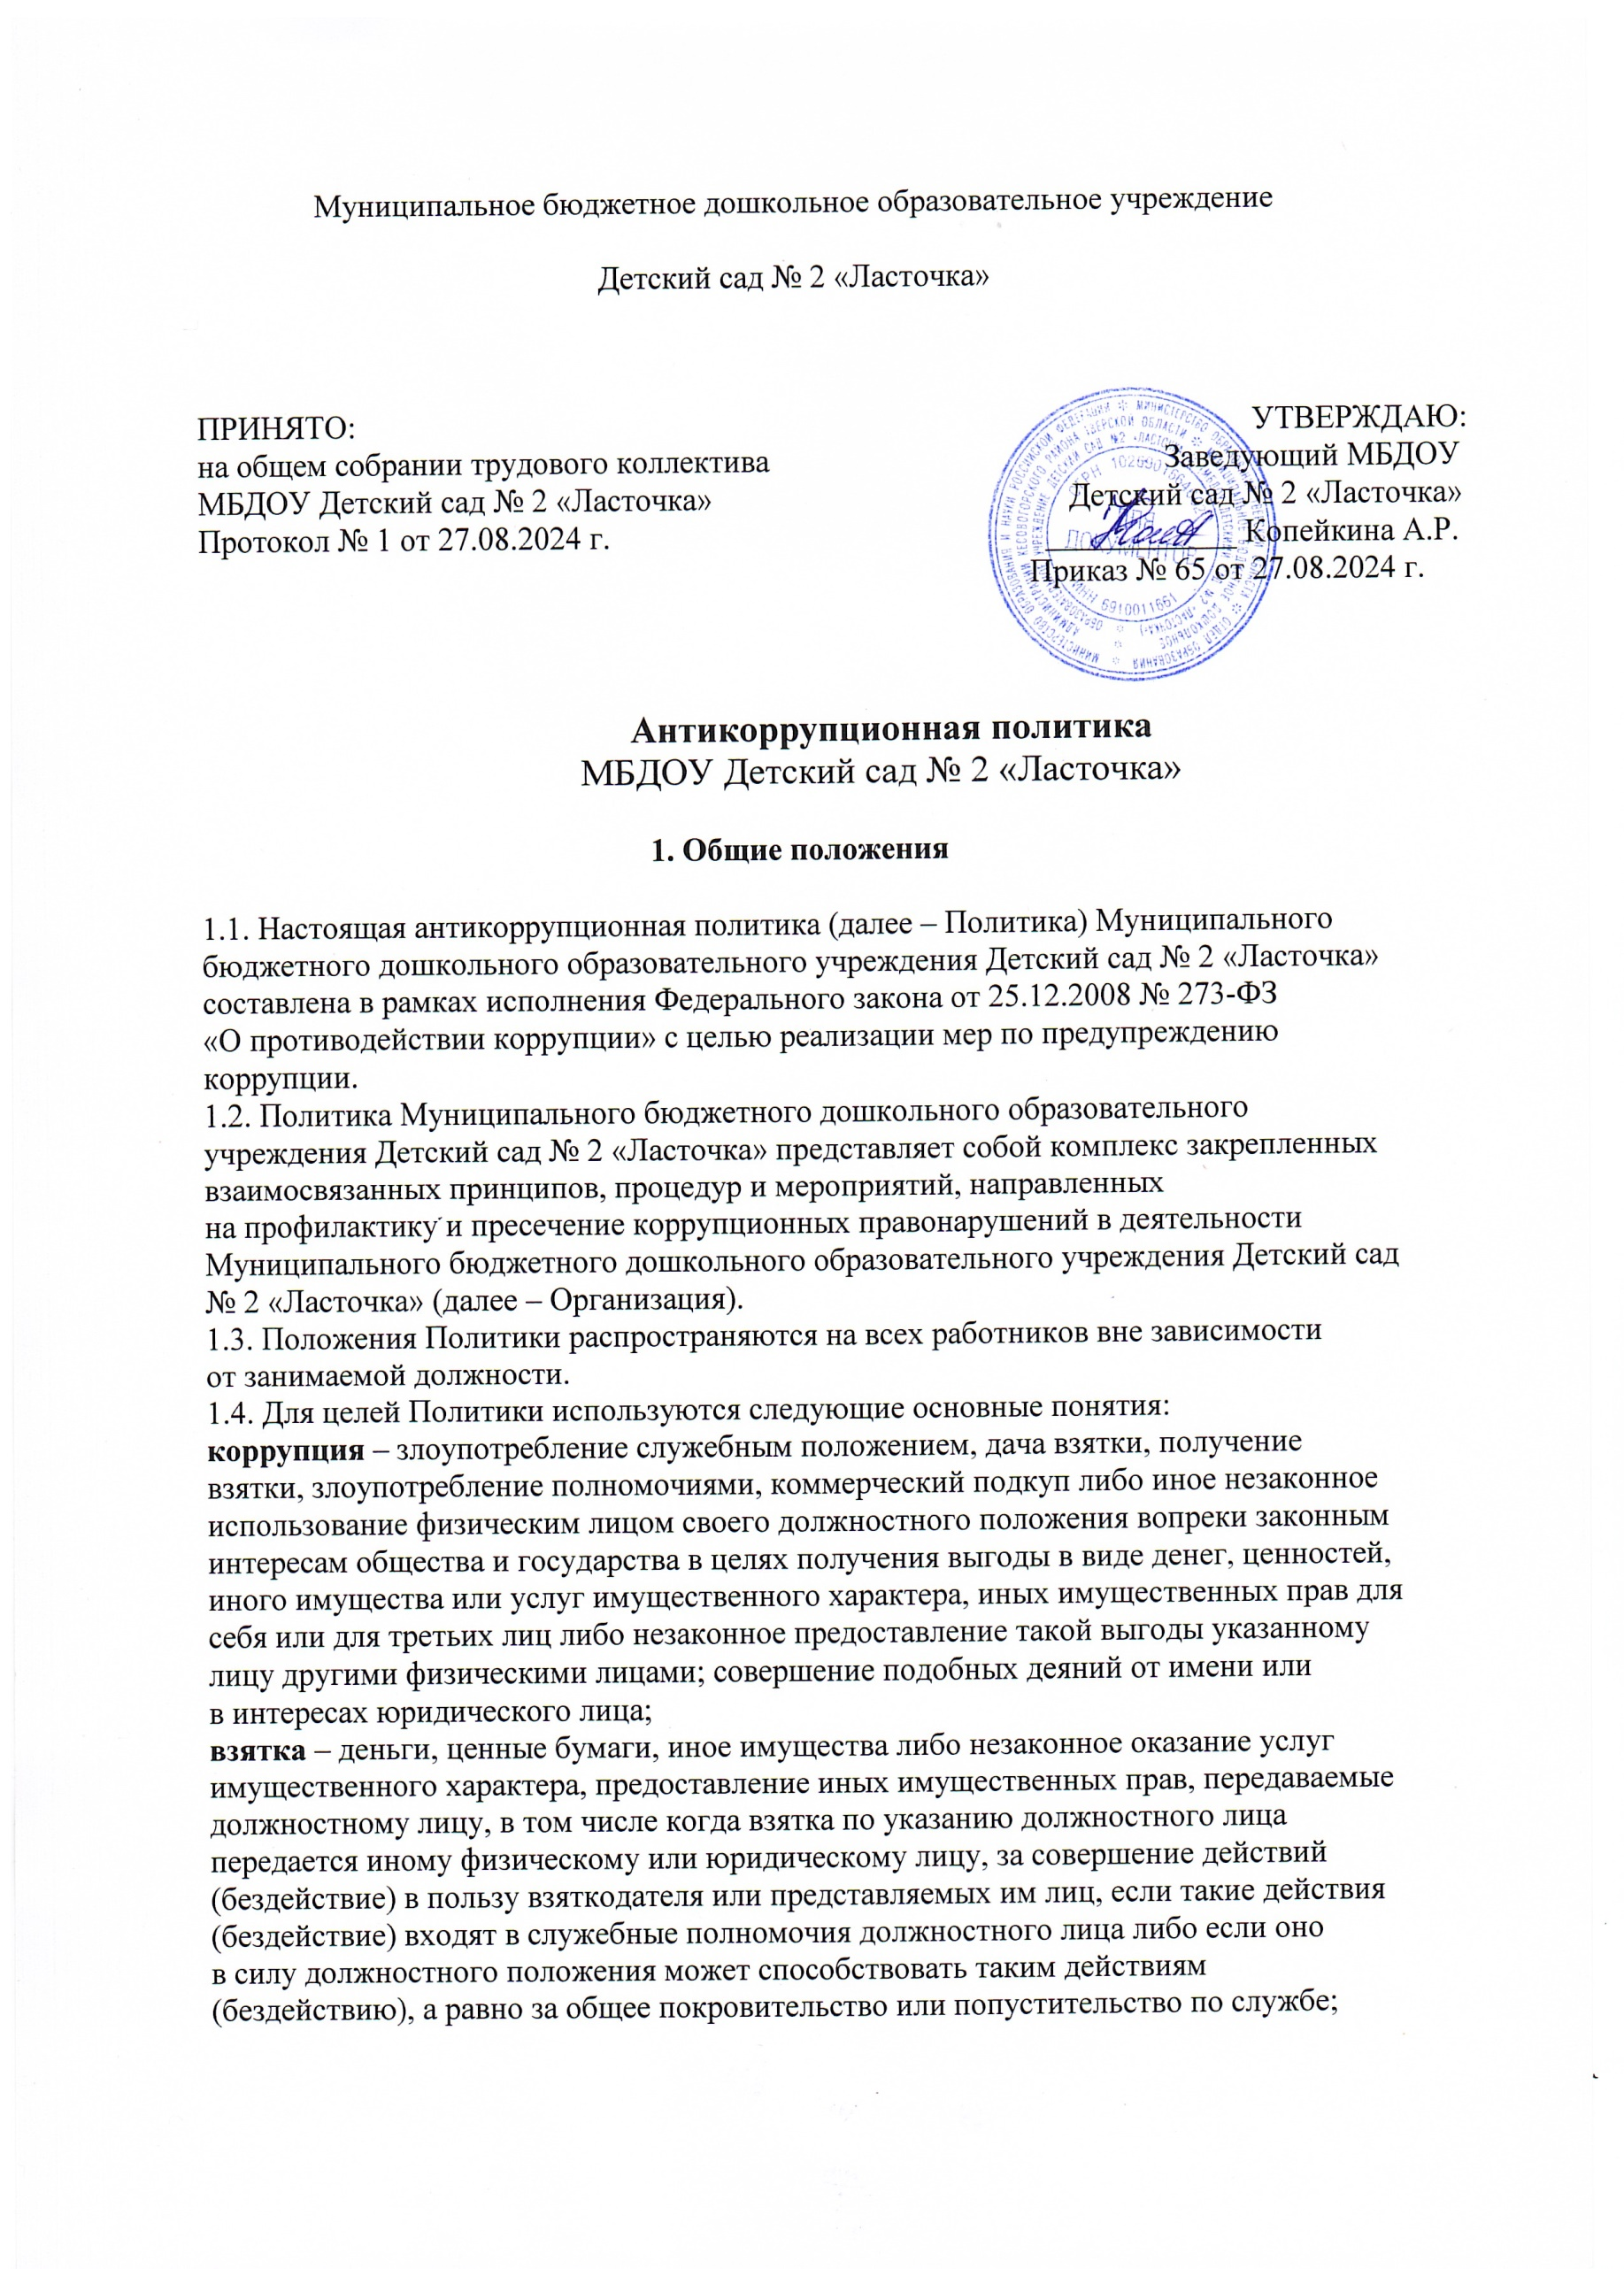 Муниципальное бюджетное дошкольное образовательное учреждение
Детский сад № 2 «Ласточка»
ПРИНЯТО:
на общем собрании трудового коллектива
МБДОУ Детский сад № 2 «Ласточка»
Протокол № 1 от 27.08.2024 г.
УТВЕРЖДАЮ:
Заведующий МБДОУ
Детский сад № 2 «Ласточка»
Копейкина А.Р.
Приказ № 65 от 27.08.2024 г.
ДОКУМЕНТОВ
ИНН 6910011661
Антикоррупционная политика
МБДОУ Детский сад № 2 «Ласточка»
1. Общие положения
1.1. Настоящая антикоррупционная политика (далее – Политика) Муниципального
бюджетного дошкольного образовательного учреждения Детский сад № 2 «Ласточка»
составлена в рамках исполнения Федерального закона от 25.12.2008 № 273-ФЗ
«О противодействии коррупции» с целью реализации мер по предупреждению
коррупции.
1.2. Политика Муниципального бюджетного дошкольного образовательного
учреждения Детский сад № 2 «Ласточка» представляет собой комплекс закрепленных
взаимосвязанных принципов, процедур и мероприятий, направленных
на профилактику и пресечение коррупционных правонарушений в деятельности
Муниципального бюджетного дошкольного образовательного учреждения Детский сад
№ 2 «Ласточка» (далее – Организация).
1.3. Положения Политики распространяются на всех работников вне зависимости
от занимаемой должности.
1.4. Для целей Политики используются следующие основные понятия:
коррупция – злоупотребление служебным положением, дача взятки, получение
взятки, злоупотребление полномочиями, коммерческий подкуп либо иное незаконное
использование физическим лицом своего должностного положения вопреки законным
интересам общества и государства в целях получения выгоды в виде денег, ценностей,
иного имущества или услуг имущественного характера, иных имущественных прав для
себя или для третьих лиц либо незаконное предоставление такой выгоды указанному
лицу другими физическими лицами; совершение подобных деяний от имени или
в интересах юридического лица;
взятка – деньги, ценные бумаги, иное имущества либо незаконное оказание услуг
имущественного характера, предоставление иных имущественных прав, передаваемые
должностному лицу, в том числе когда взятка по указанию должностного лица
передается иному физическому или юридическому лицу, за совершение действий
(бездействие) в пользу взяткодателя или представляемых им лиц, если такие действия
(бездействие) входят в служебные полномочия должностного лица либо если оно
в силу должностного положения может способствовать таким действиям
(бездействию), а равно за общее покровительство или попустительство по службе;